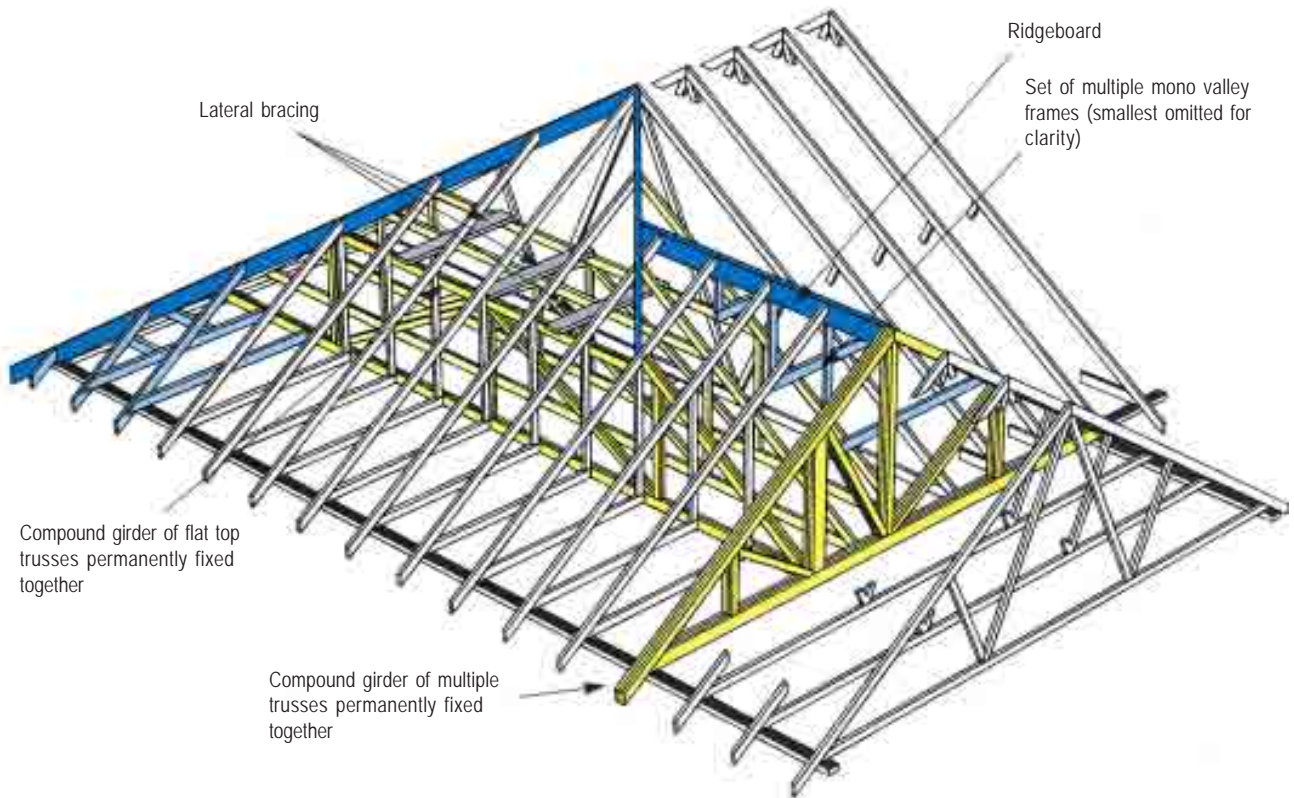 Ridgeboard
Set of multiple mono valley
frames (smallest omitted for
clarity)
Lateral bracing
Compound girder of flat top
trusses permanently fixed
together
Compound girder of multiple
trusses permanently fixed
together